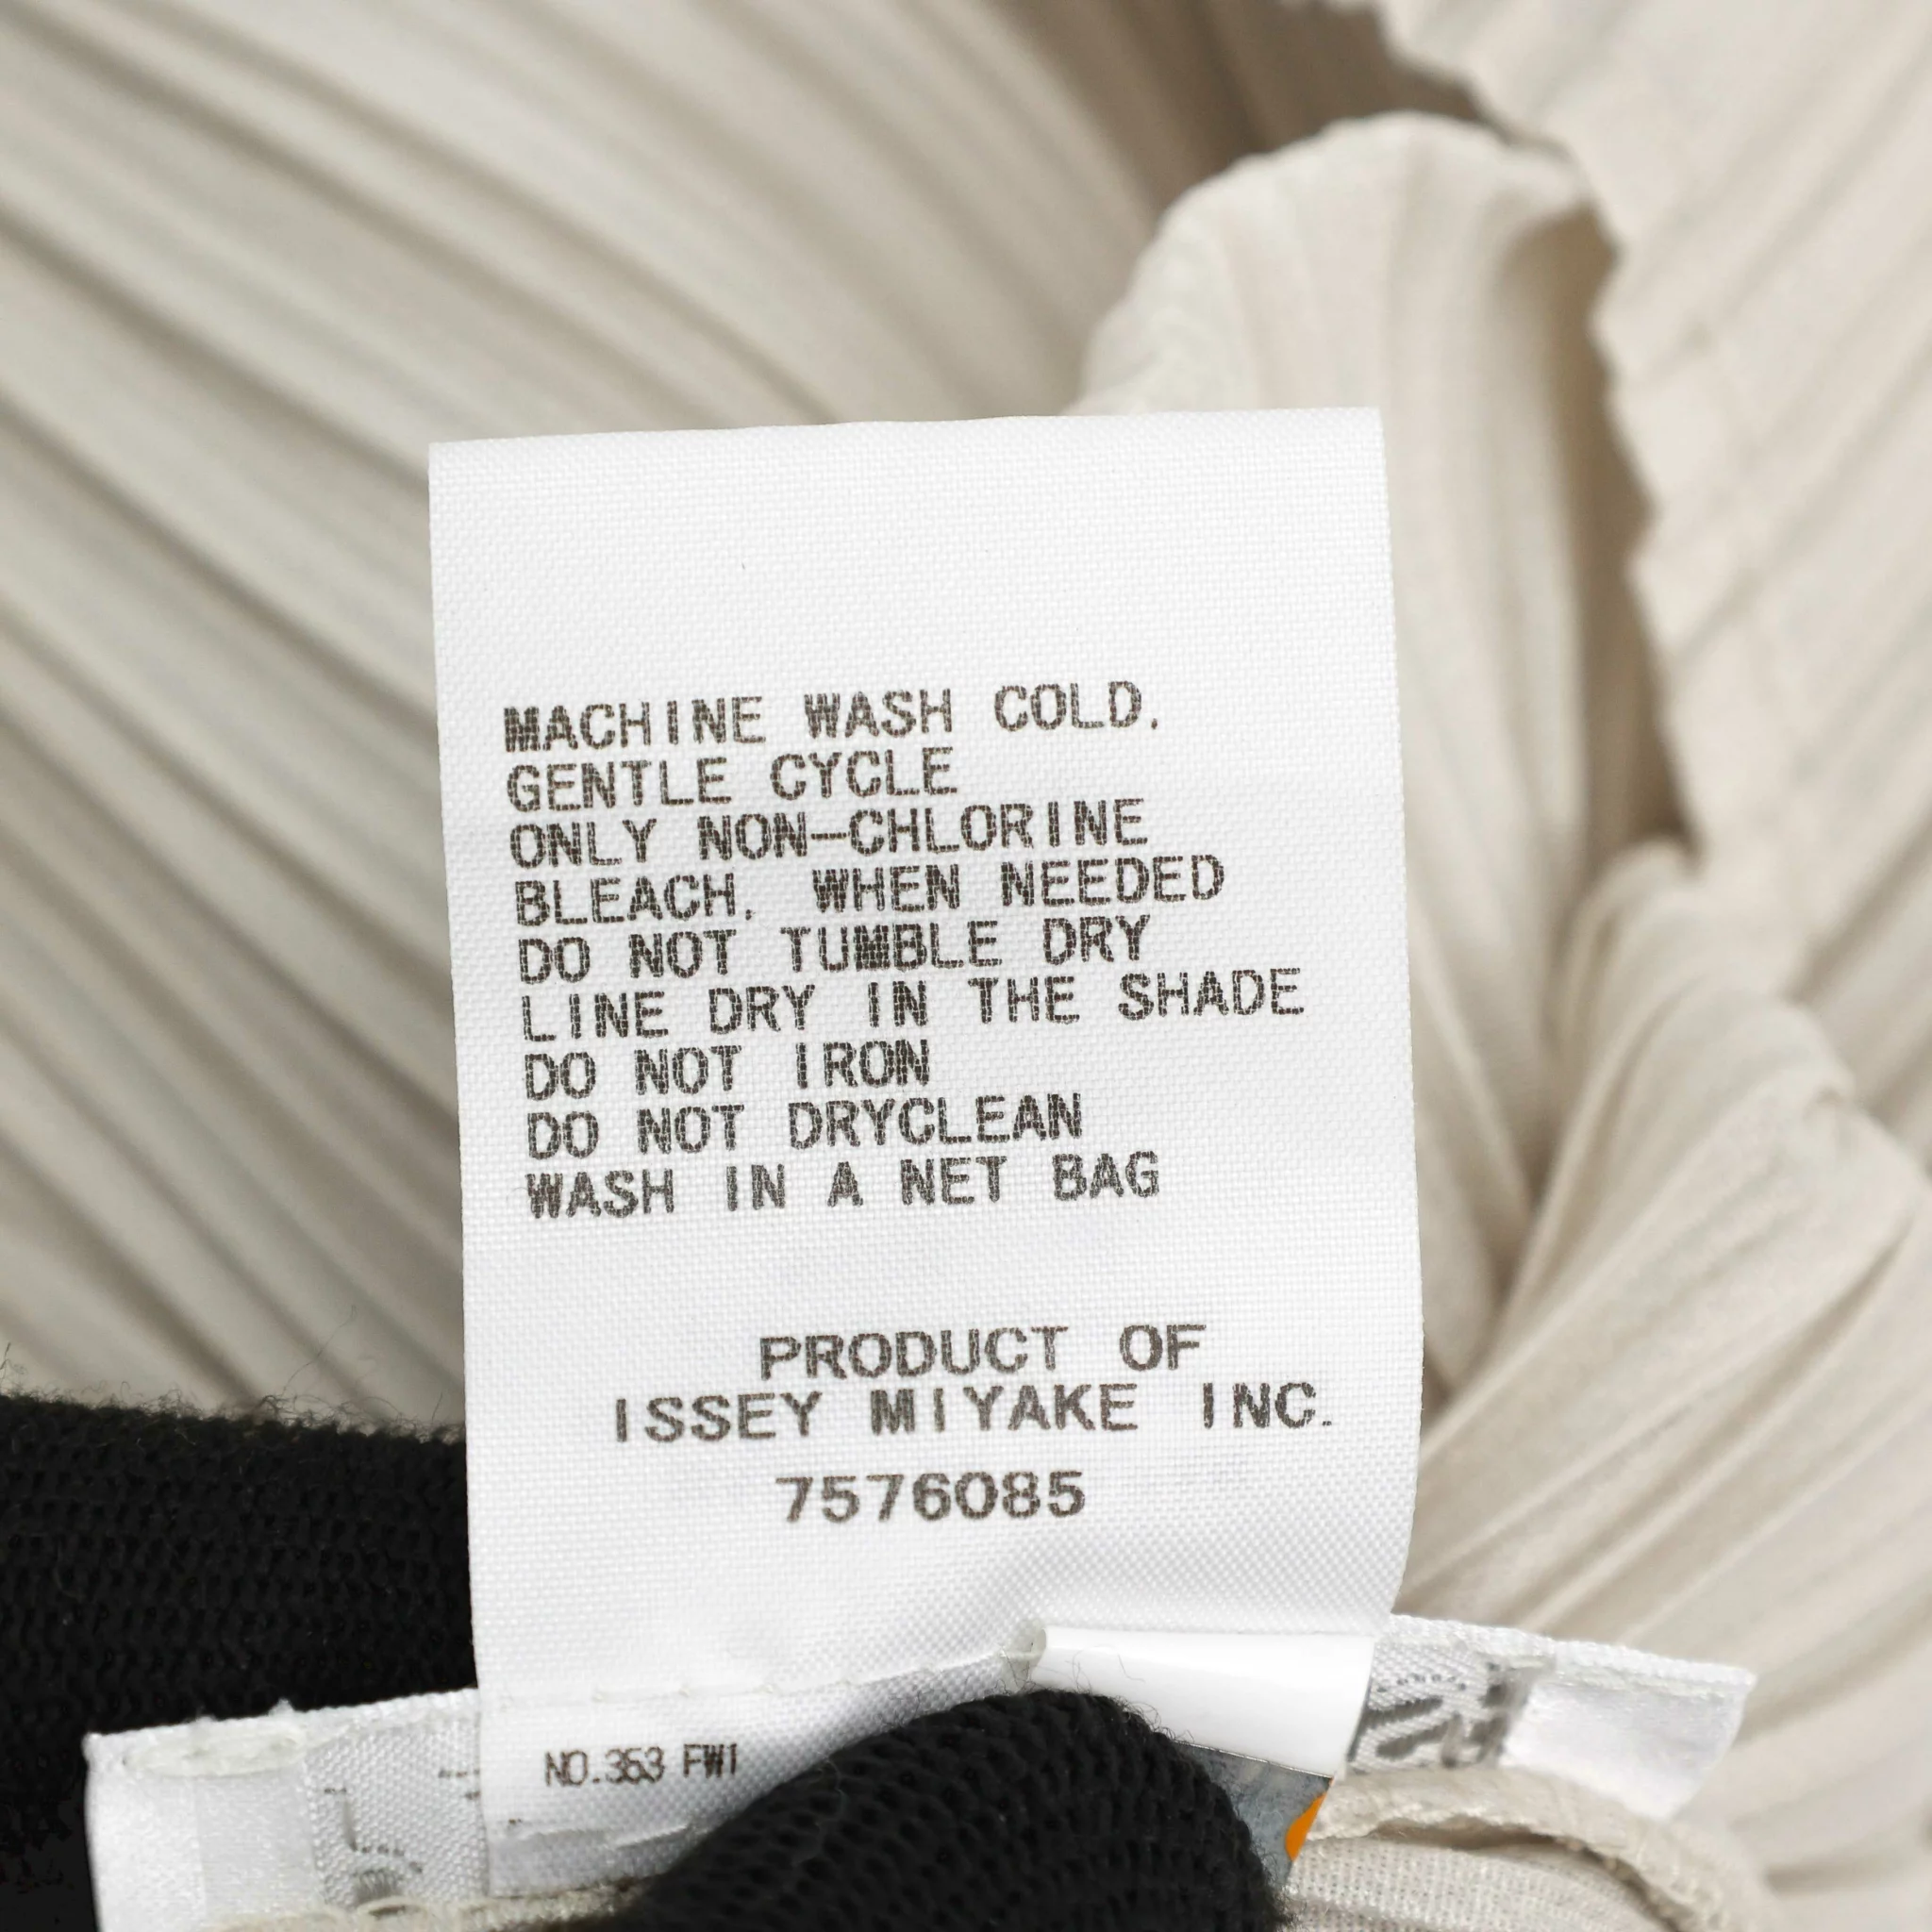 MACHINE WASH COLD.
GENTLE CYCLE
ONLY NON-CHLORINE
BLEACH. WHEN NEEDED
DO NOT TUMBLE DRY
LINE DRY IN THE SHADE
DO NOT IRON
DO NOT DRYCLEAN
WASH IN A NET BAG
PRODUCT OF
ISSEY MIYAKE INC.
7576085
NO.353 FW1